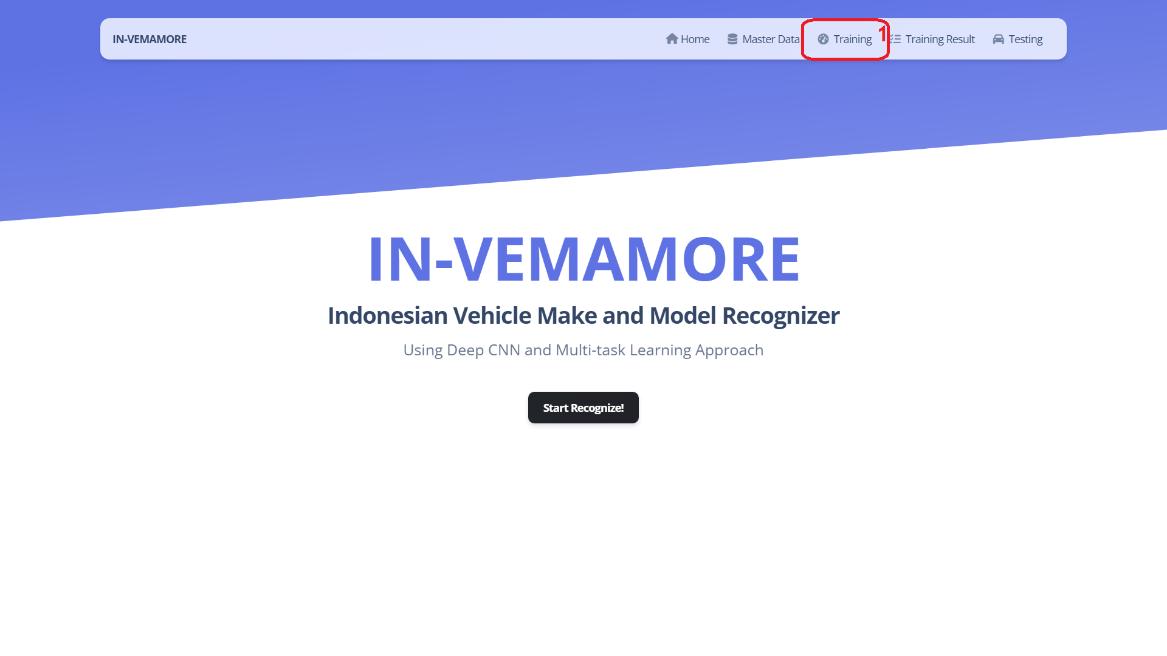 IN-VEMAMORE Home Master Data Training 1 Training Result Testing
IN-VEMAMORE
Indonesian Vehicle Make and Model Recognizer
Using Deep CNN and Multi-task Learning Approach
Start Recognize!